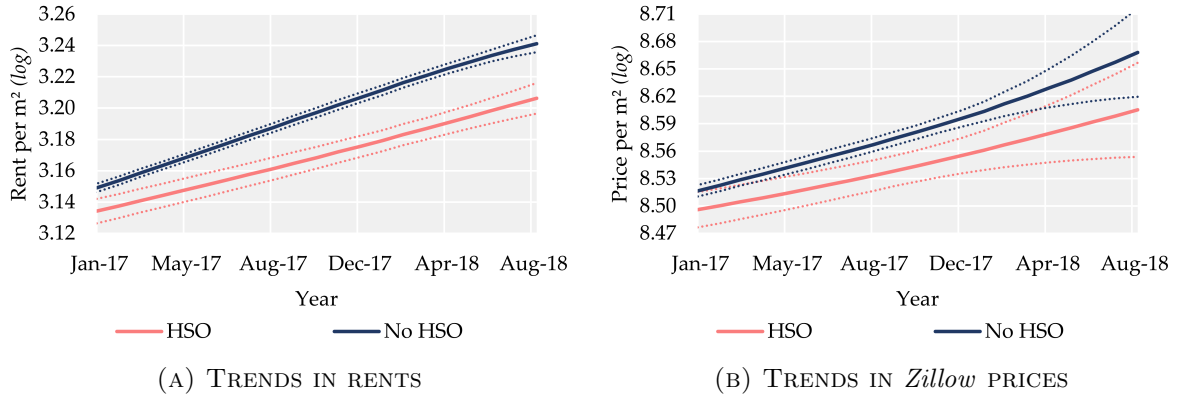 Rent per m² (log)
3.26
3.24
3.22
3.20
3.18
3.16
3.14
3.12
Jan-17 May-17 Aug-17 Dec-17 Apr-18 Aug-18
Year
HSO No HSO
(A) Trends in rents
Price per m² (log)
8.71
8.68
8.65
8.62
8.59
8.56
8.53
8.50
8.47
Jan-17 May-17 Aug-17 Dec-17 Apr-18 Aug-18
Year
HSO No HSO
(B) Trends in Zillow prices